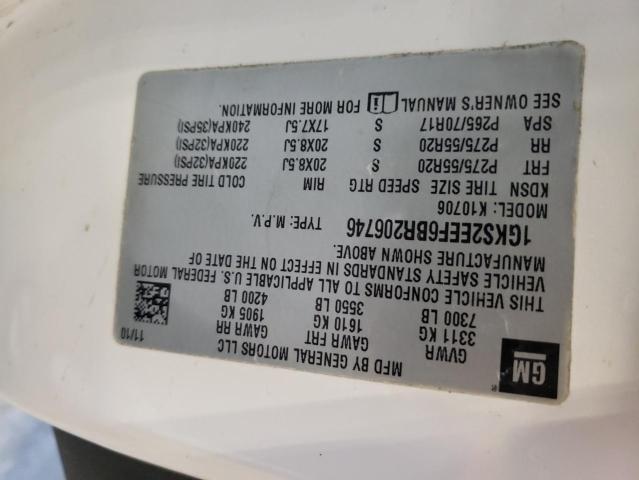 GM
MFD BY GENERAL MOTORS LLC 11/10
GVWR GAWR FRT GAWR RR
3311 KG 1610 KG 1905 KG
7300 LB 3550 LB 4200 LB
THIS VEHICLE CONFORMS TO ALL APPLICABLE U.S. FEDERAL MOTOR
VEHICLE SAFETY STANDARDS IN EFFECT ON THE DATE OF
MANUFACTURE SHOWN ABOVE.
1GKS2EEF6BR206746 TYPE: M.P.V.
MODEL: K10706
KDSN TIRE SIZE SPEED RTG RIM COLD TIRE PRESSURE
FRT P275/55R20 S 20X8.5J 220KPA(32PSI)
RR P275/55R20 S 20X8.5J 220KPA(32PSI)
SPA P265/70R17 S 17X7.5J 240KPA(35PSI)
SEE OWNER'S MANUAL FOR MORE INFORMATION.